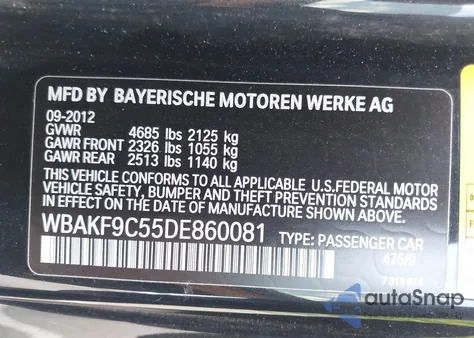 MFD BY BAYERISCHE MOTOREN WERKE AG
09-2012
GVWR 4685 lbs 2125 kg
GAWR FRONT 2326 lbs 1055 kg
GAWR REAR 2513 lbs 1140 kg
THIS VEHICLE CONFORMS TO ALL APPLICABLE U.S.FEDERAL MOTOR
VEHICLE SAFETY, BUMPER AND THEFT PREVENTION STANDARDS
IN EFFECT ON THE DATE OF MANUFACTURE SHOWN ABOVE.
WBAKF9C55DE860081 TYPE: PASSENGER CAR
475/9
autoSnap